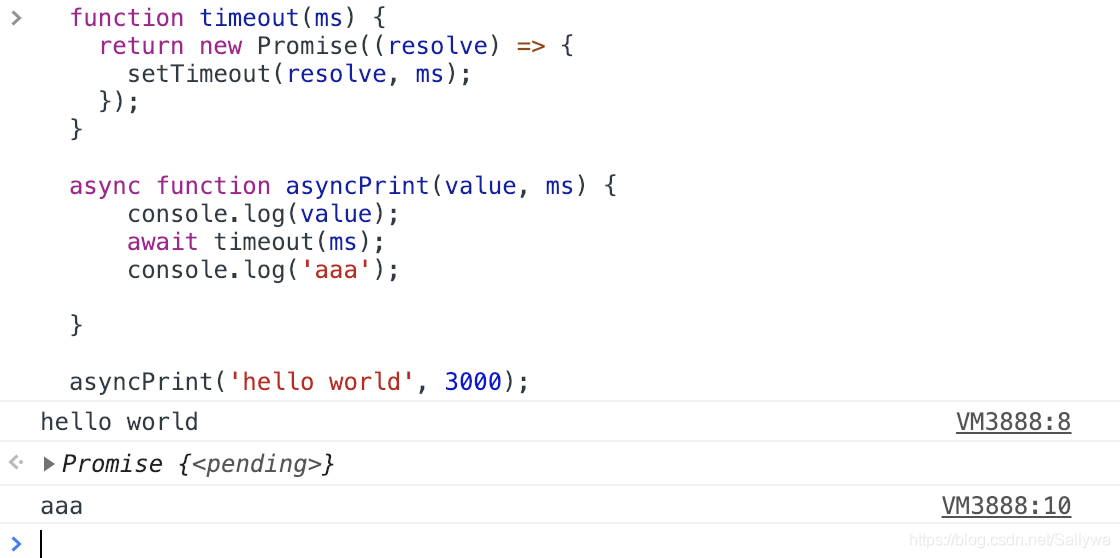 function timeout(ms) {
  return new Promise((resolve) => {
    setTimeout(resolve, ms);
  });
}

async function asyncPrint(value, ms) {
    console.log(value);
    await timeout(ms);
    console.log('aaa');

}

asyncPrint('hello world', 3000);
hello world VM3888:8
Promise {<pending>}
aaa VM3888:10
https://blog.csdn.net/Sallywa